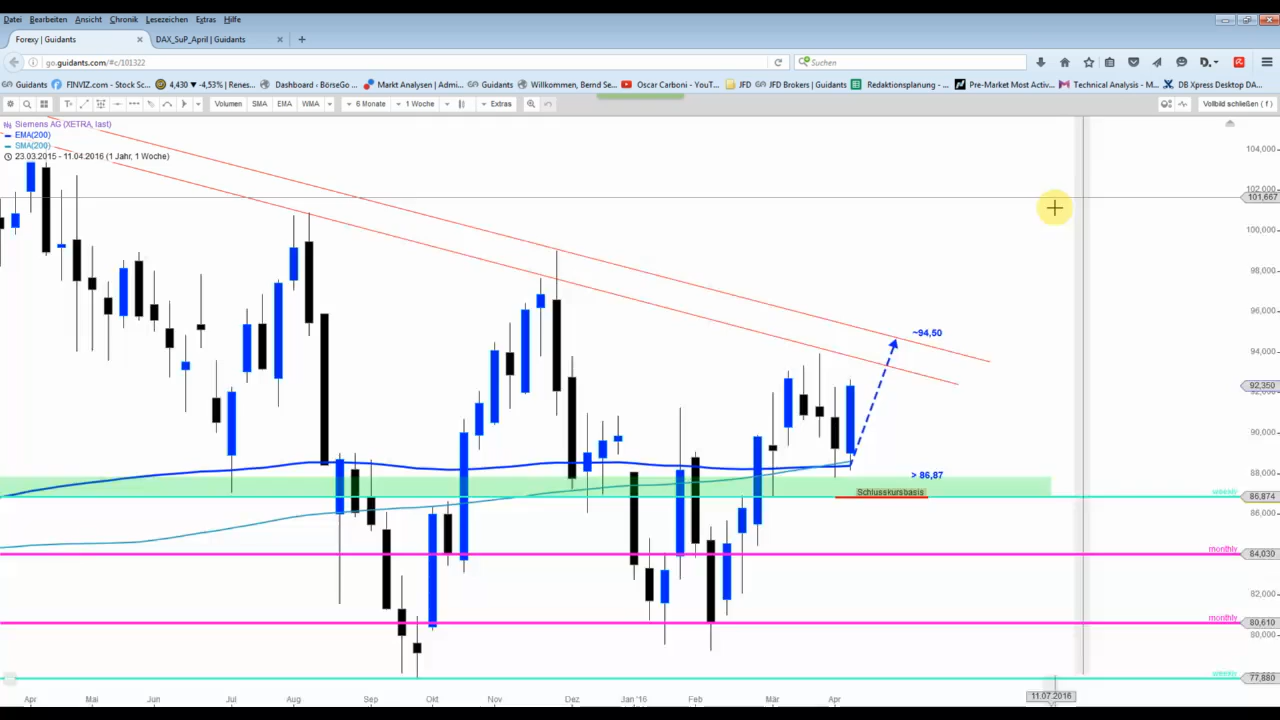 Datei Bearbeiten Ansicht Chronik Lesezeichen Extras Hilfe
Forexy | Guidants × DAX_SuP_April | Guidants × +
go.guidants.com/#c/101322 Suchen
Guidants FINVIZ.com - Stock Sc... 4,430 ▾ -4,53% | Renes... Dashboard ‹ BörseGo... Markt Analysen | Admi... Guidants Willkommen, Bernd Se... Oscar Carboni - YouT... JFD JFD Brokers | Guidants Redaktionsplanung -... Pre-Market Most Activ... Technical Analysis - M... DB Xpress Desktop DA...
Volumen SMA EMA WMA 6 Monate 1 Woche Extras Vollbild schließen ( f )
Siemens AG (XETRA, last)
EMA(200)
SMA(200)
23.03.2015 - 11.04.2016 (1 Jahr, 1 Woche)
104,000
102,000
101,667
100,000
98,000
96,000
~94,50
94,000
92,350
92,000
90,000
88,000
> 86,87
Schlusskursbasis
weekly
86,874
86,000
monthly
84,030
82,000
monthly
80,610
80,000
weekly
77,880
Apr Mai Jun Jul Aug Sep Okt Nov Dez Jan '16 Feb Mär Apr 11.07.2016